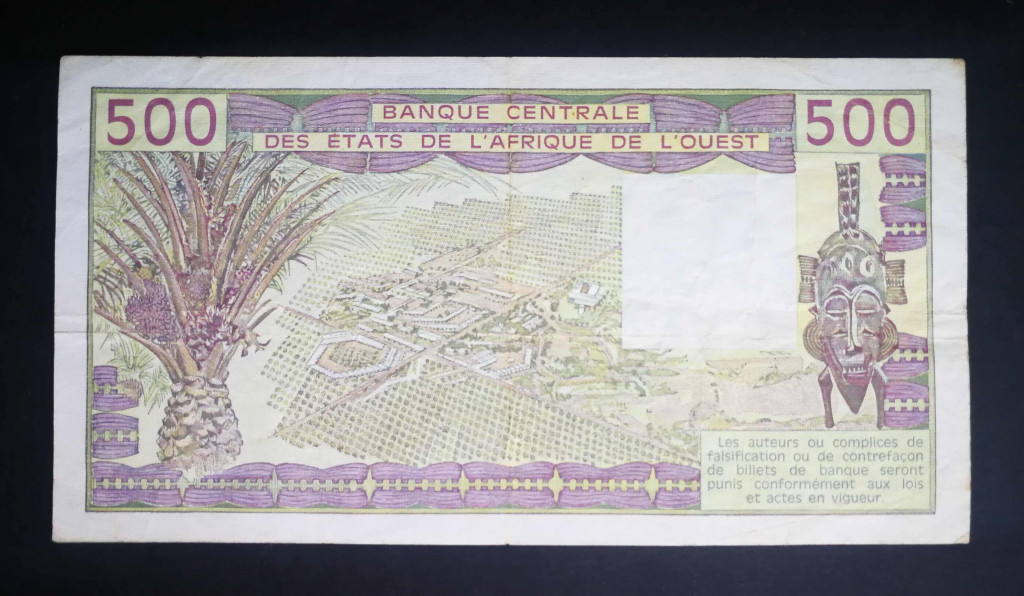 500
BANQUE CENTRALE
500
DES ÉTATS DE L'AFRIQUE DE L'OUEST
Les auteurs ou complices de
falsification ou de contrefaçon
de billets de banque seront
punis conformément aux lois
et actes en vigueur.